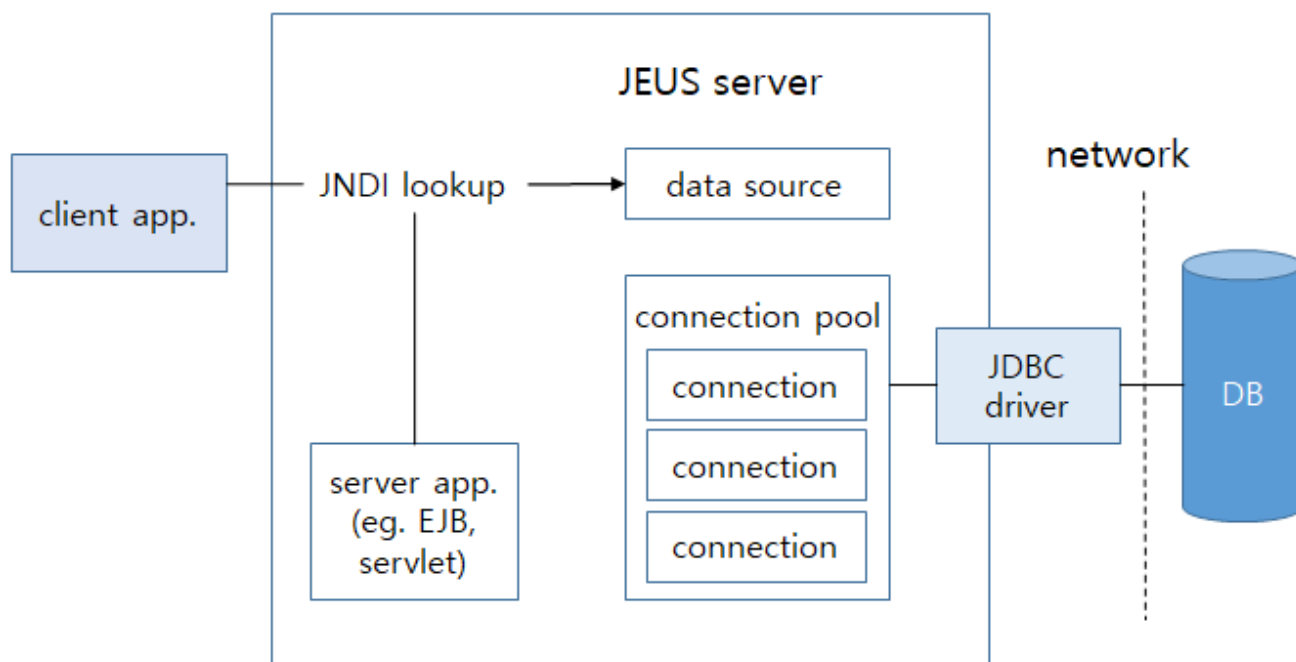 JEUS server
network
client app.
JNDI lookup
data source
connection pool
connection
connection
connection
JDBC
driver
DB
server app.
(eg. EJB,
servlet)